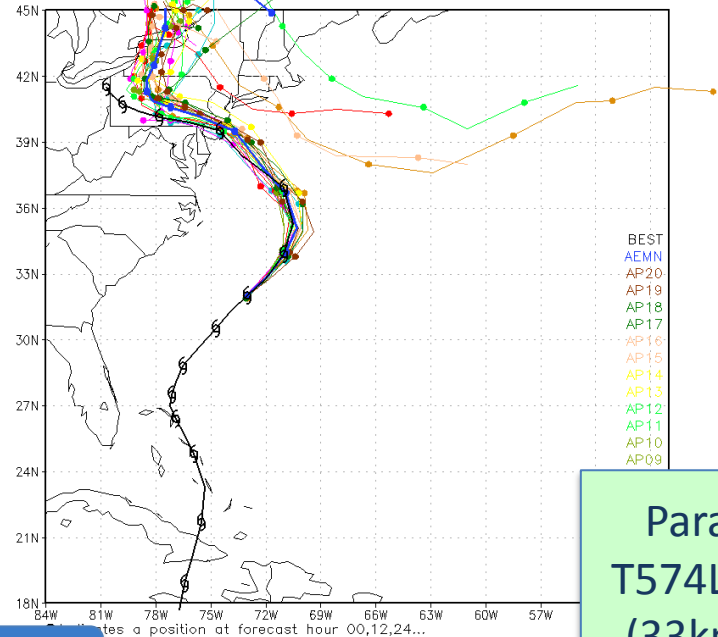 45N
42N
39N
36N
33N
30N
27N
24N
21N
18N
84W 81W 78W 75W 72W 69W 66W 63W 60W 57W
BEST
AEMN
AP20
AP19
AP18
AP17
AP16
AP15
AP14
AP13
AP12
AP11
AP10
AP09
Para
T574L
(33k
tes a position at forecast hour 00,12,24...